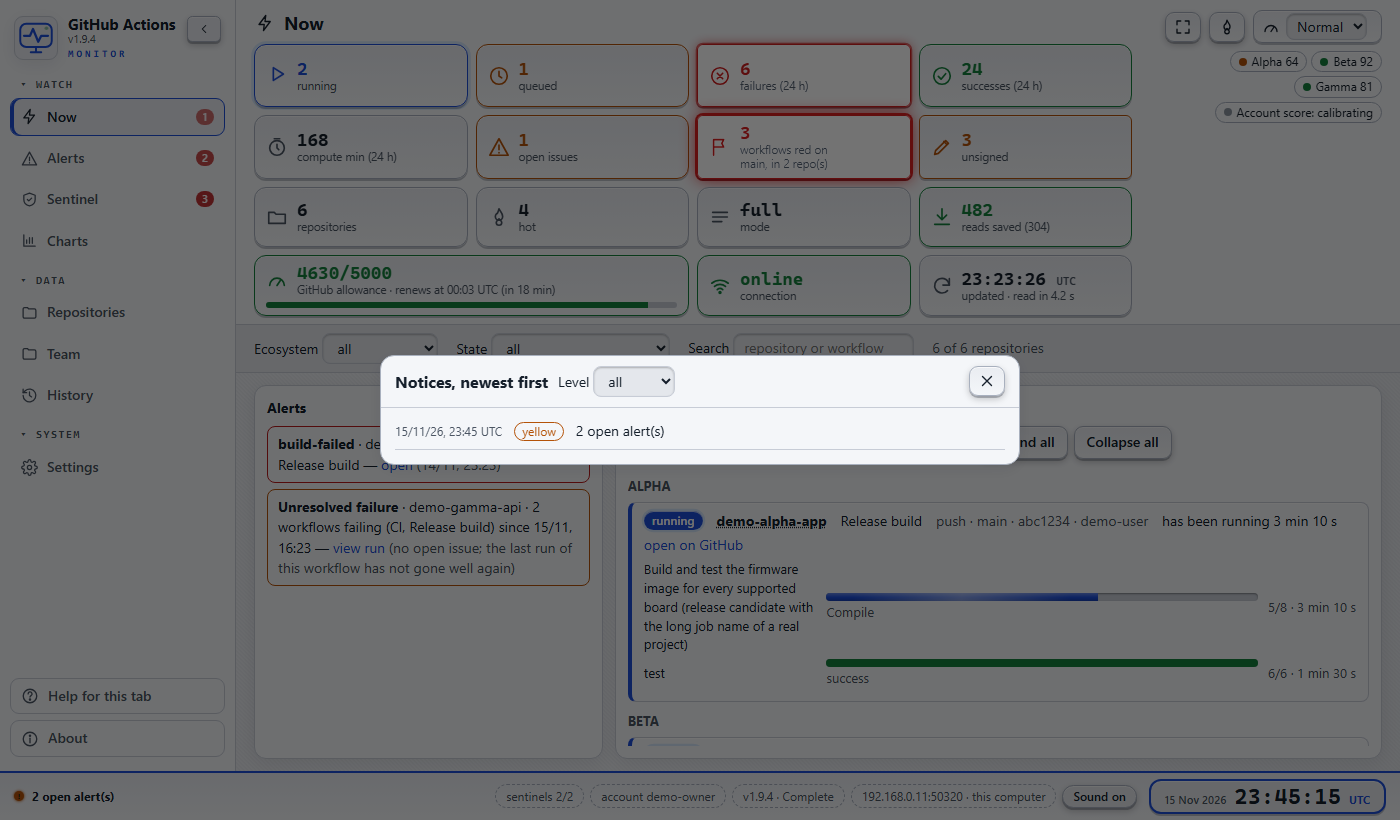 GitHub Actions
v1.9.4
MONITOR
WATCH
Now 1
Alerts 2
Sentinel 3
Charts
DATA
Repositories
Team
History
SYSTEM
Settings
Help for this tab
About
Now
Normal
Alpha 64
Beta 92
Gamma 81
Account score: calibrating
2
running
1
queued
6
failures (24 h)
24
successes (24 h)
168
compute min (24 h)
1
open issues
3
workflows red on
main, in 2 repo(s)
3
unsigned
6
repositories
4
hot
full
mode
482
reads saved (304)
4630/5000
GitHub allowance · renews at 00:03 UTC (in 18 min)
online
connection
23:23:26 UTC
updated · read in 4.2 s
Ecosystem all State all Search repository or workflow 6 of 6 repositories
Notices, newest first Level all
15/11/26, 23:45 UTC yellow 2 open alert(s)
Alerts
build-failed · de
Release build — open (14/11, 23:23)
Unresolved failure · demo-gamma-api · 2
workflows failing (CI, Release build) since 15/11,
16:23 — view run (no open issue; the last run of
this workflow has not gone well again)
nd all
Collapse all
ALPHA
running demo-alpha-app Release build push · main · abc1234 · demo-user has been running 3 min 10 s
open on GitHub
Build and test the firmware
image for every supported
board (release candidate with
the long job name of a real
project)
Compile
5/8 · 3 min 10 s
test
success
6/6 · 1 min 30 s
BETA
2 open alert(s)
sentinels 2/2
account demo-owner
v1.9.4 · Complete
192.168.0.11:50320 · this computer
Sound on
15 Nov 2026 23:45:15 UTC